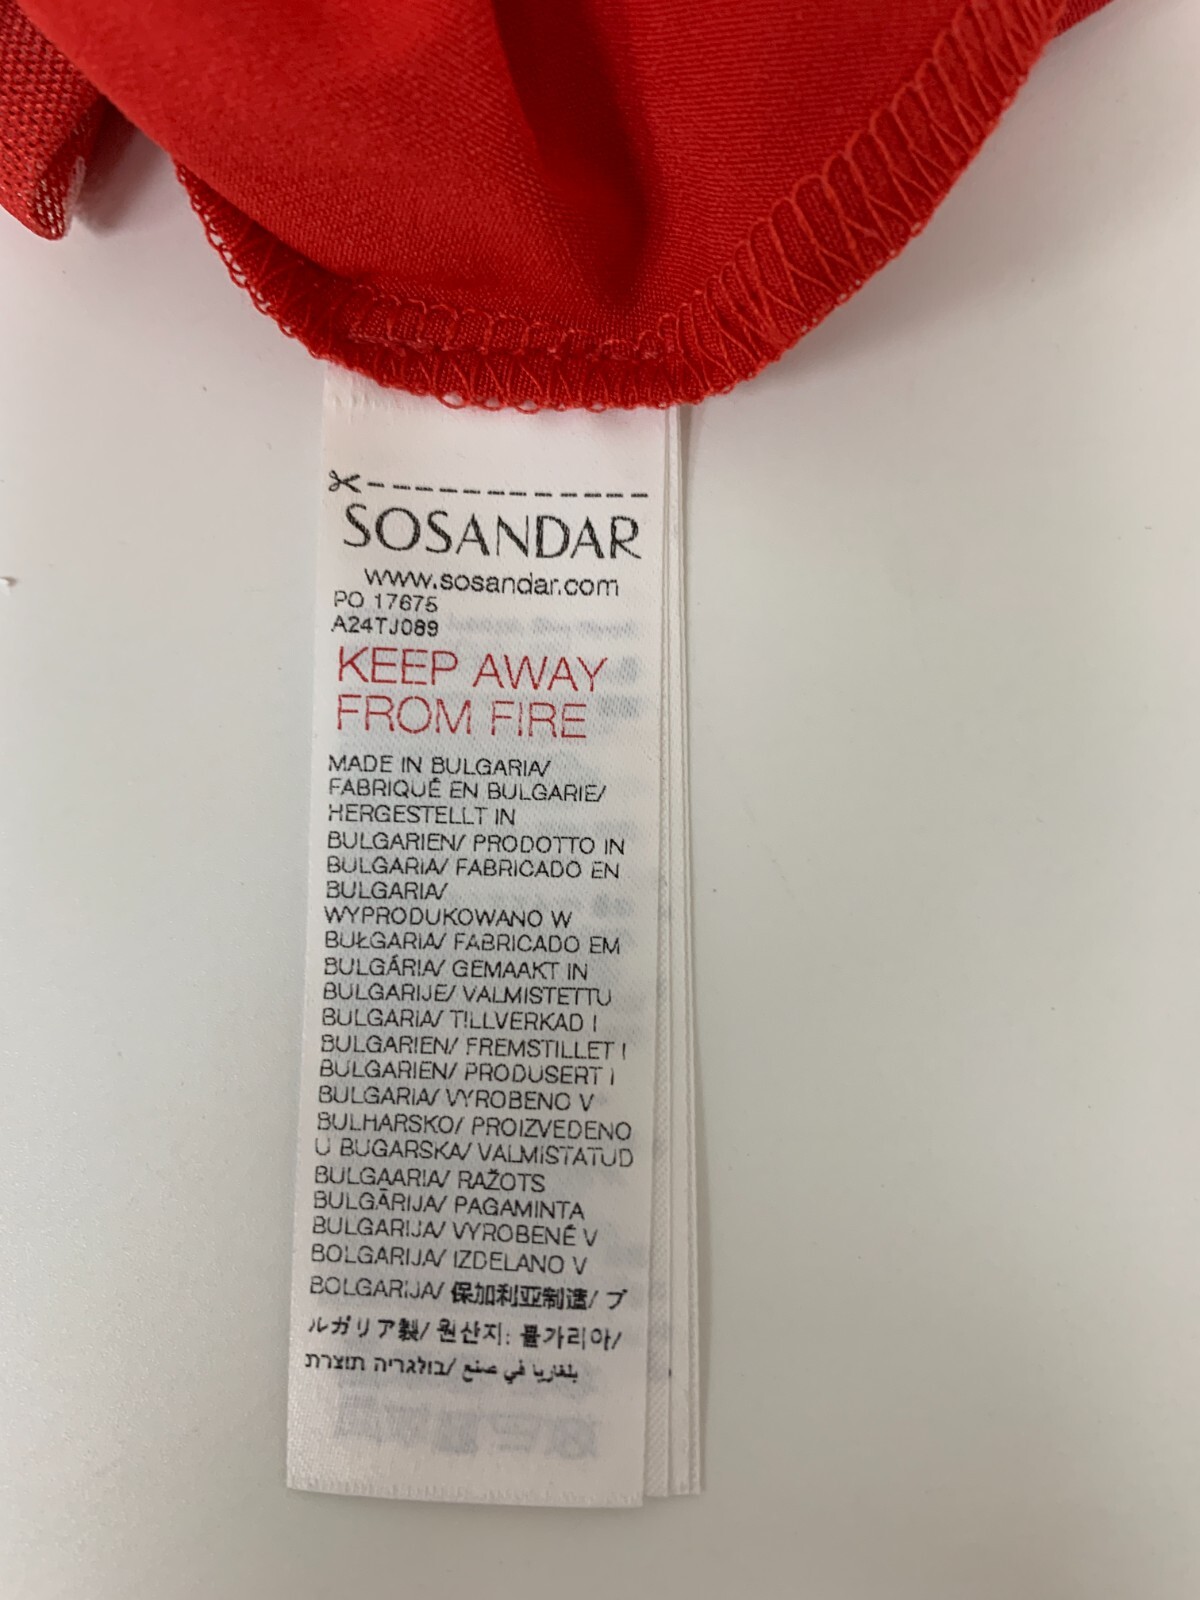 SOSANDAR
www.sosandar.com
PO 17675
A24TJ089
KEEP AWAY
FROM FIRE
MADE IN BULGARIA/
FABRIQUÉ EN BULGARIE/
HERGESTELLT IN
BULGARIEN/ PRODOTTO IN
BULGARIA/ FABRICADO EN
BULGARIA/
WYPRODUKOWANO W
BUŁGARIA/ FABRICADO EM
BULGÁRIA/ GEMAAKT IN
BULGARIJE/ VALMISTETTU
BULGARIA/ TILLVERKAD I
BULGARIEN/ FREMSTILLET I
BULGARIEN/ PRODUSERT I
BULGARIA/ VYROBENO V
BULHARSKO/ PROIZVEDENO
U BUGARSKA/ VALMISTATUD
BULGAARIA/ RAŽOTS
BULGĀRIJA/ PAGAMINTA
BULGARIJA/ VYROBENÉ V
BOLGARIJA/ IZDELANO V
BOLGARIJA/ 保加利亚制造/ ブ
ルガリア製/ 원산지: 불가리아/
بلغاريا في صنع /בולגריה תוצרת